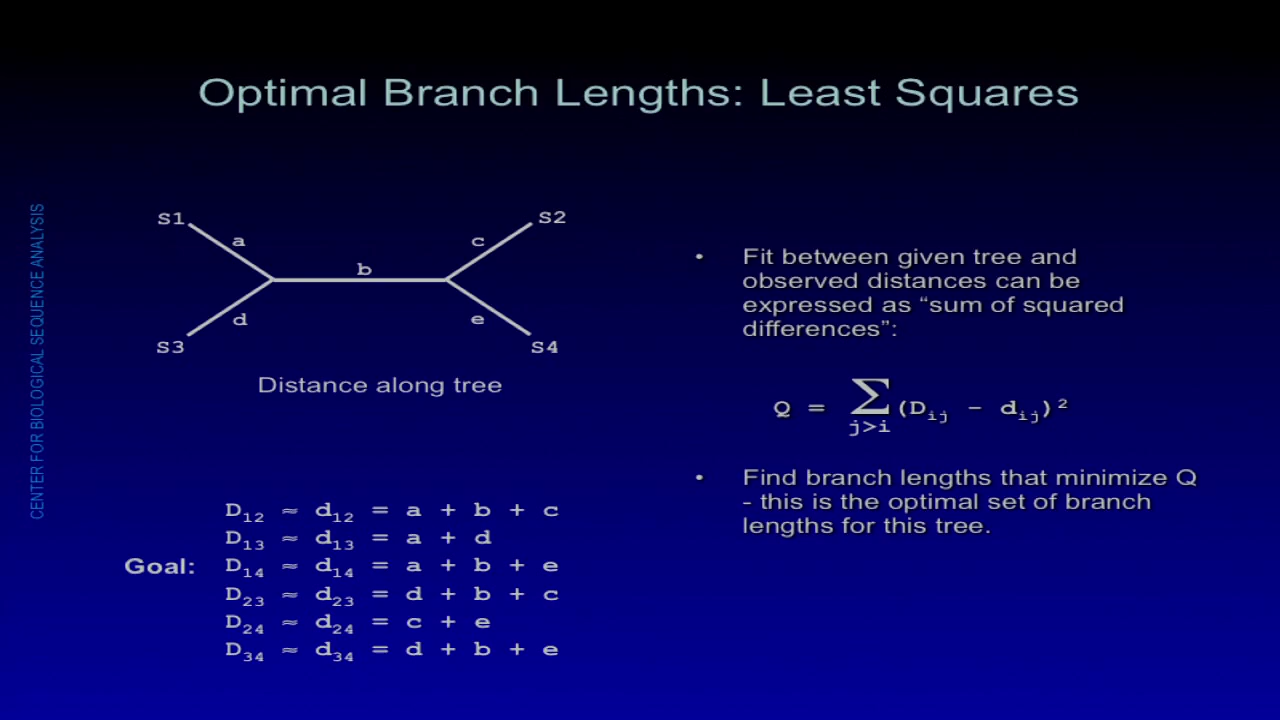 Optimal Branch Lengths: Least Squares
CENTER FOR BIOLOGICAL SEQUENCE ANALYSIS
S1
S2
a
c
b
d
e
S3
S4
Distance along tree
Goal:
D12 ≈ d12 = a + b + c
D13 ≈ d13 = a + d
D14 ≈ d14 = a + b + e
D23 ≈ d23 = d + b + c
D24 ≈ d24 = c + e
D34 ≈ d34 = d + b + e
• Fit between given tree and
observed distances can be
expressed as “sum of squared
differences”:
Q = ∑ (Dij - dij)²
j>i
• Find branch lengths that minimize Q
- this is the optimal set of branch
lengths for this tree.